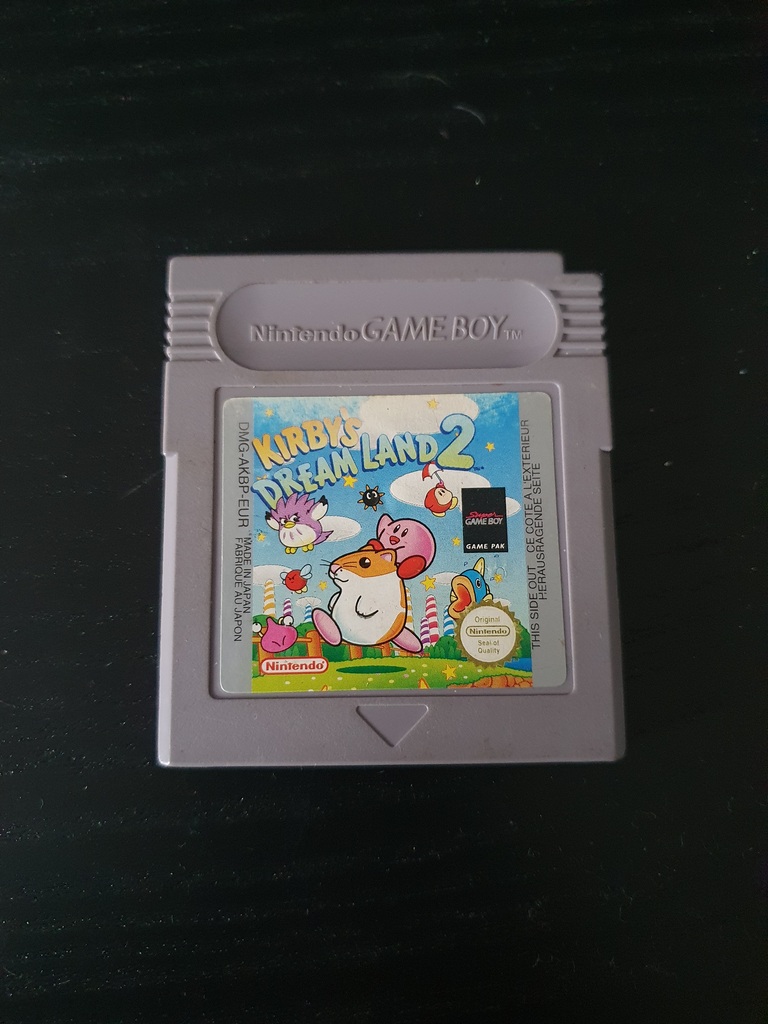 Nintendo GAME BOY TM
KIRBY'S
DREAM LAND 2
DMG-AKBP-EUR
MADE IN JAPAN
FABRIQUÉ AU JAPON
Super
GAME BOY
GAME PAK
THIS SIDE OUT CE COTE A L'EXTERIEUR
HERAUSRAGENDE SEITE
Original
Nintendo
Seal of
Quality
Nintendo